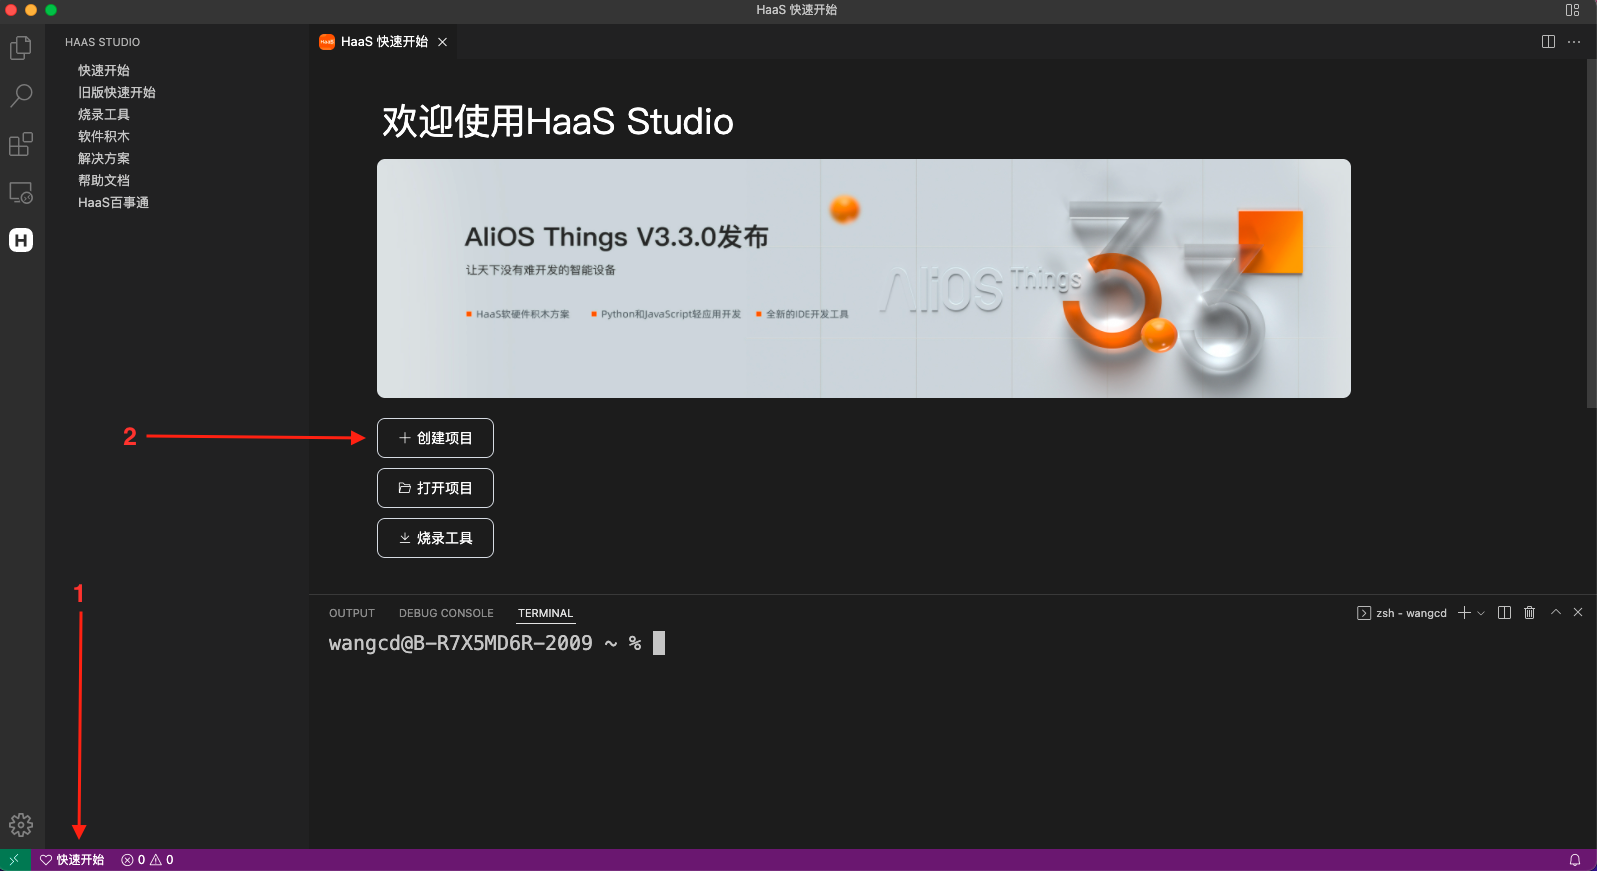 HaaS 快速开始
HAAS STUDIO
快速开始
旧版快速开始
烧录工具
软件积木
解决方案
帮助文档
HaaS百事通
H
HaaS HaaS 快速开始
欢迎使用HaaS Studio
AliOS Things V3.3.0发布
让天下没有难开发的智能设备
HaaS软硬件积木方案 Python和JavaScript轻应用开发 全新的IDE开发工具
AliOS Things
3.3
2
创建项目
打开项目
烧录工具
1
OUTPUT DEBUG CONSOLE TERMINAL zsh - wangcd
wangcd@B-R7X5MD6R-2009 ~ %
快速开始 0 0